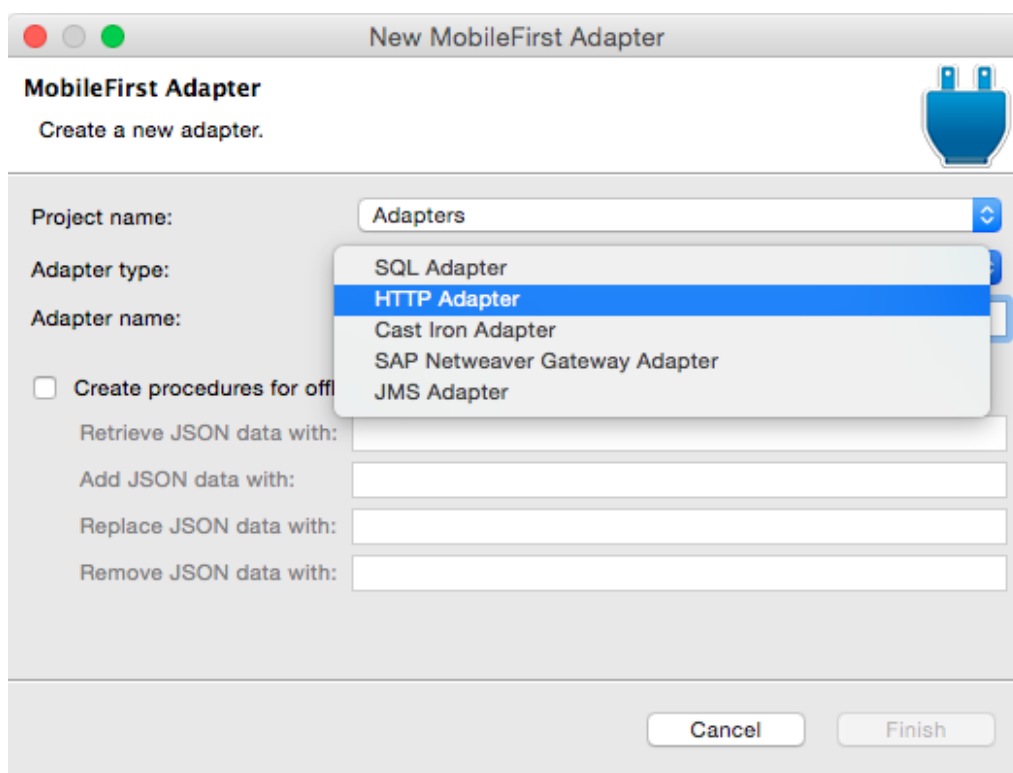 New MobileFirst Adapter
MobileFirst Adapter
Create a new adapter.
Project name:
Adapters
Adapter type:
SQL Adapter
HTTP Adapter
Adapter name:
Cast Iron Adapter
SAP Netweaver Gateway Adapter
Create procedures for offl
JMS Adapter
Retrieve JSON data with:
Add JSON data with:
Replace JSON data with:
Remove JSON data with:
Cancel
Finish